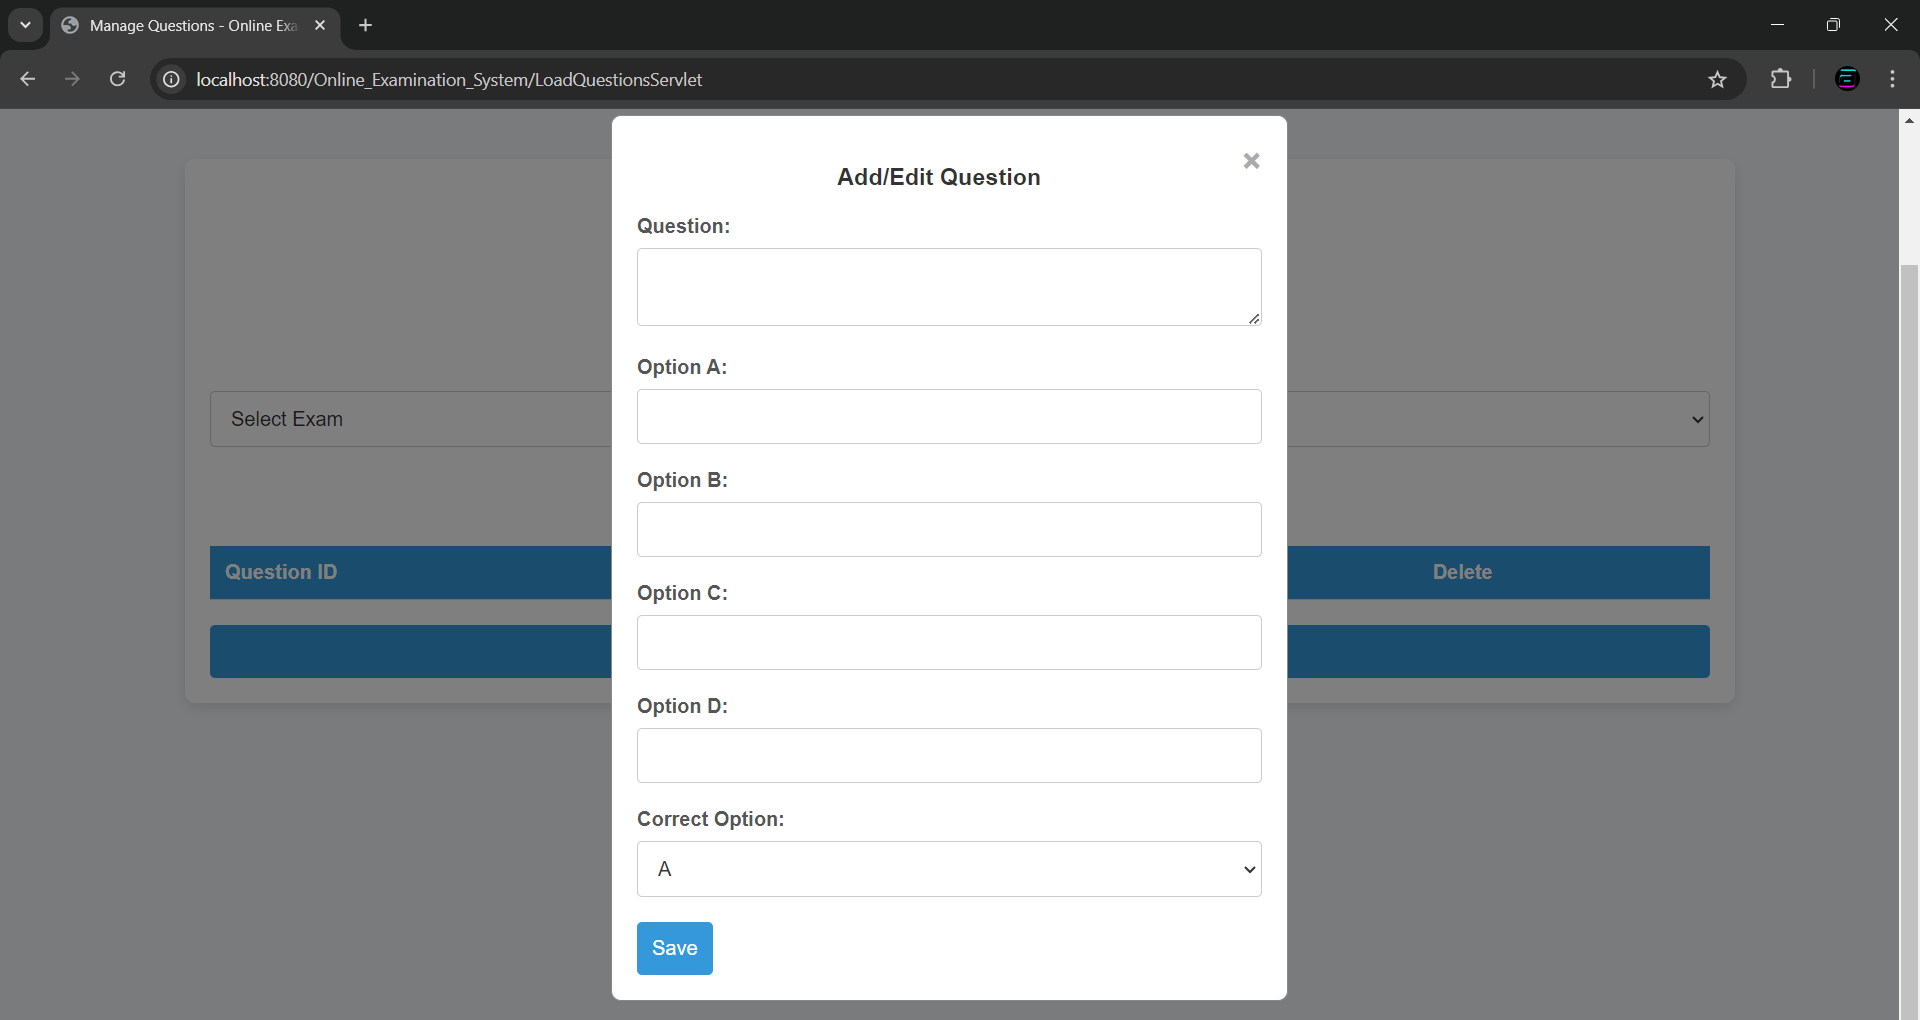 Manage Questions - Online Exa
localhost:8080/Online_Examination_System/LoadQuestionsServlet
Add/Edit Question
Question:
Option A:
Select Exam
Option B:
Question ID
Delete
Option C:
Option D:
Correct Option:
A
Save